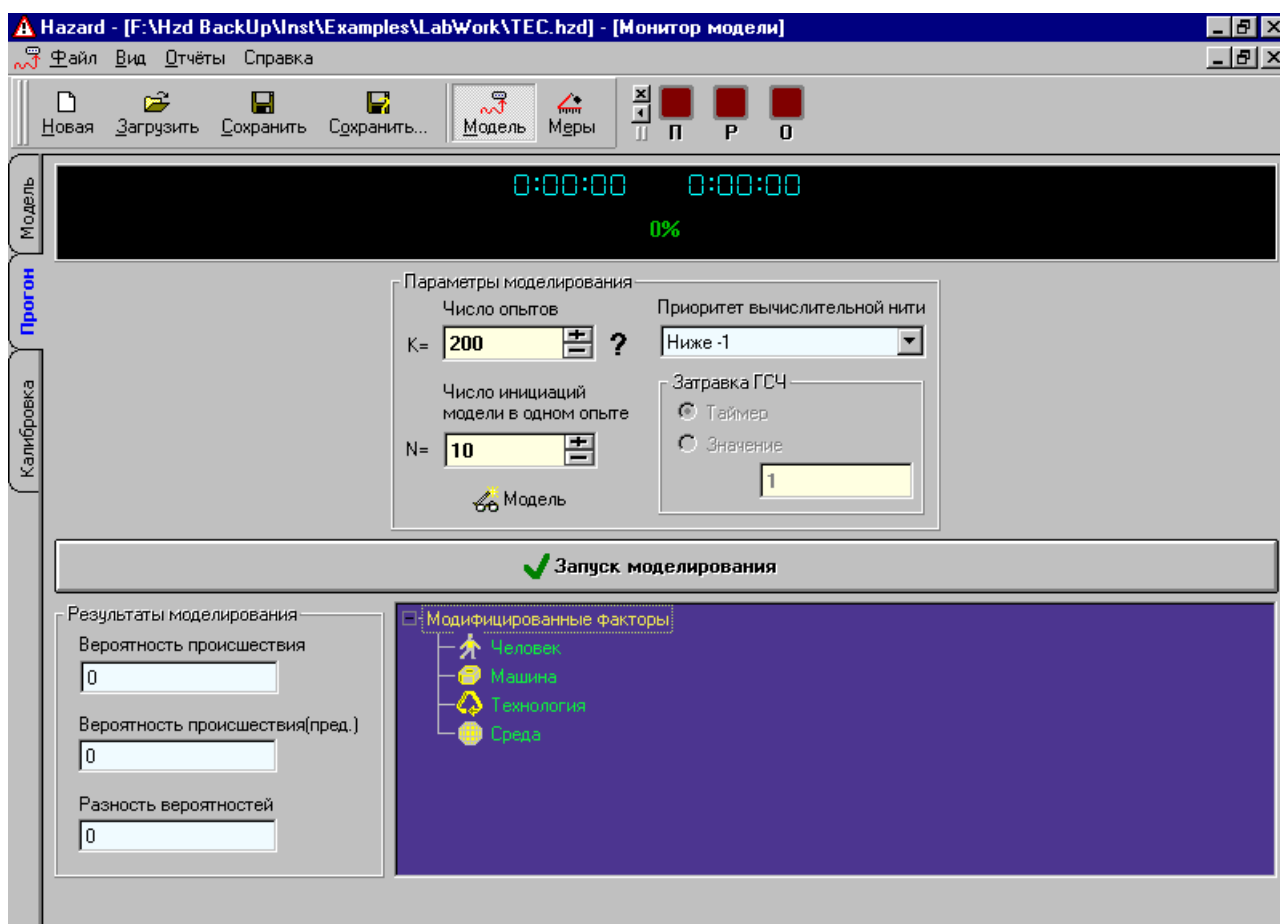 Hazard - [F:\Hzd BackUp\Inst\Examples\LabWork\TEC.hzd] - [Монитор модели]
Файл Вид Отчёты Справка
Новая Загрузить Сохранить Сохранить... Модель Меры П Р О
Модель
Прогон
Калибровка
0:00:00 0:00:00
0%
Параметры моделирования
Число опытов
K= 200 ?
Число инициаций
модели в одном опыте
N= 10
Модель
Приоритет вычислительной нити
Ниже -1
Затравка ГСЧ
Таймер
Значение
1
Запуск моделирования
Результаты моделирования
Вероятность происшествия
0
Вероятность происшествия(пред.)
0
Разность вероятностей
0
Модифицированные факторы
Человек
Машина
Технология
Среда